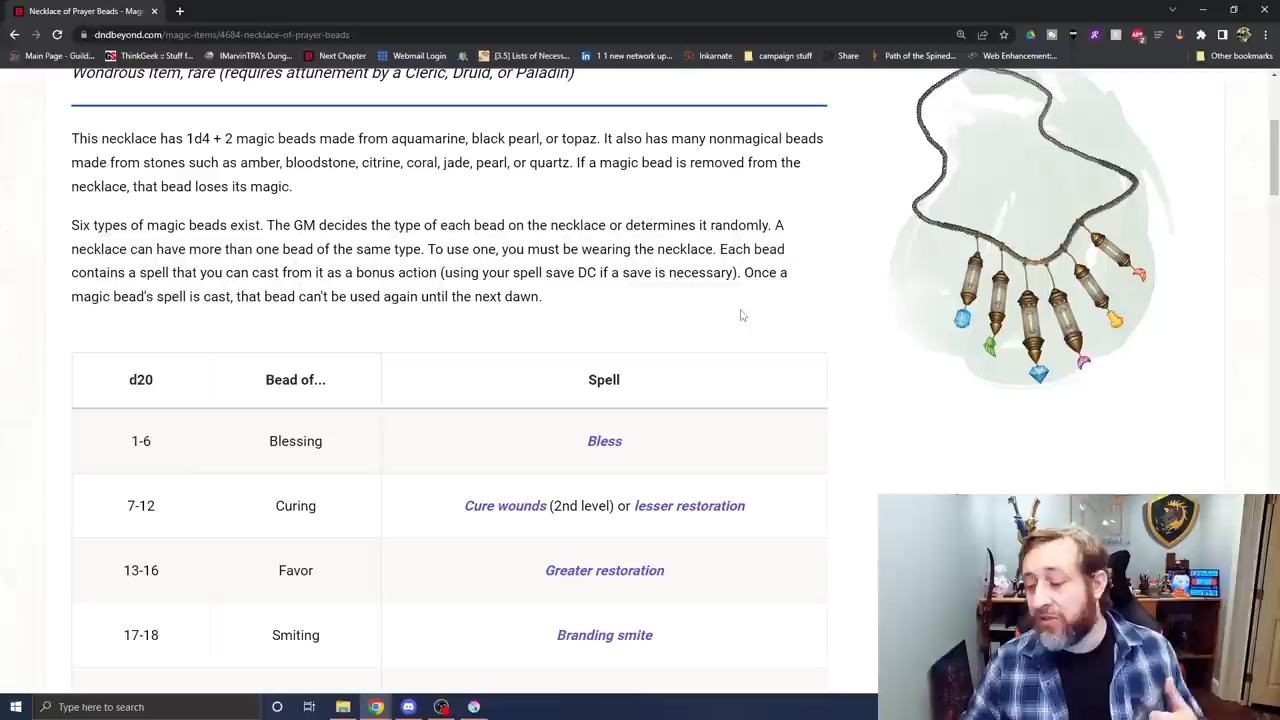 Necklace of Prayer Beads - Mag
dndbeyond.com/magic-items/4684-necklace-of-prayer-beads
Main Page - Guild...
ThinkGeek :: Stuff f...
IMarvinTPA's Dung...
Next Chapter
Webmail Login
[3.5] Lists of Necess...
1 1 new network up...
Inkarnate
campaign stuff
Path of the Spined...
Web Enhancement:...
Other bookmarks
Wondrous Item, rare (requires attunement by a Cleric, Druid, or Paladin)
This necklace has 1d4 + 2 magic beads made from aquamarine, black pearl, or topaz. It also has many nonmagical beads
made from stones such as amber, bloodstone, citrine, coral, jade, pearl, or quartz. If a magic bead is removed from the
necklace, that bead loses its magic.
Six types of magic beads exist. The GM decides the type of each bead on the necklace or determines it randomly. A
necklace can have more than one bead of the same type. To use one, you must be wearing the necklace. Each bead
contains a spell that you can cast from it as a bonus action (using your spell save DC if a save is necessary). Once a
magic bead's spell is cast, that bead can't be used again until the next dawn.
d20 Bead of... Spell
1-6 Blessing Bless
7-12 Curing Cure wounds (2nd level) or lesser restoration
13-16 Favor Greater restoration
17-18 Smiting Branding smite
Type here to search